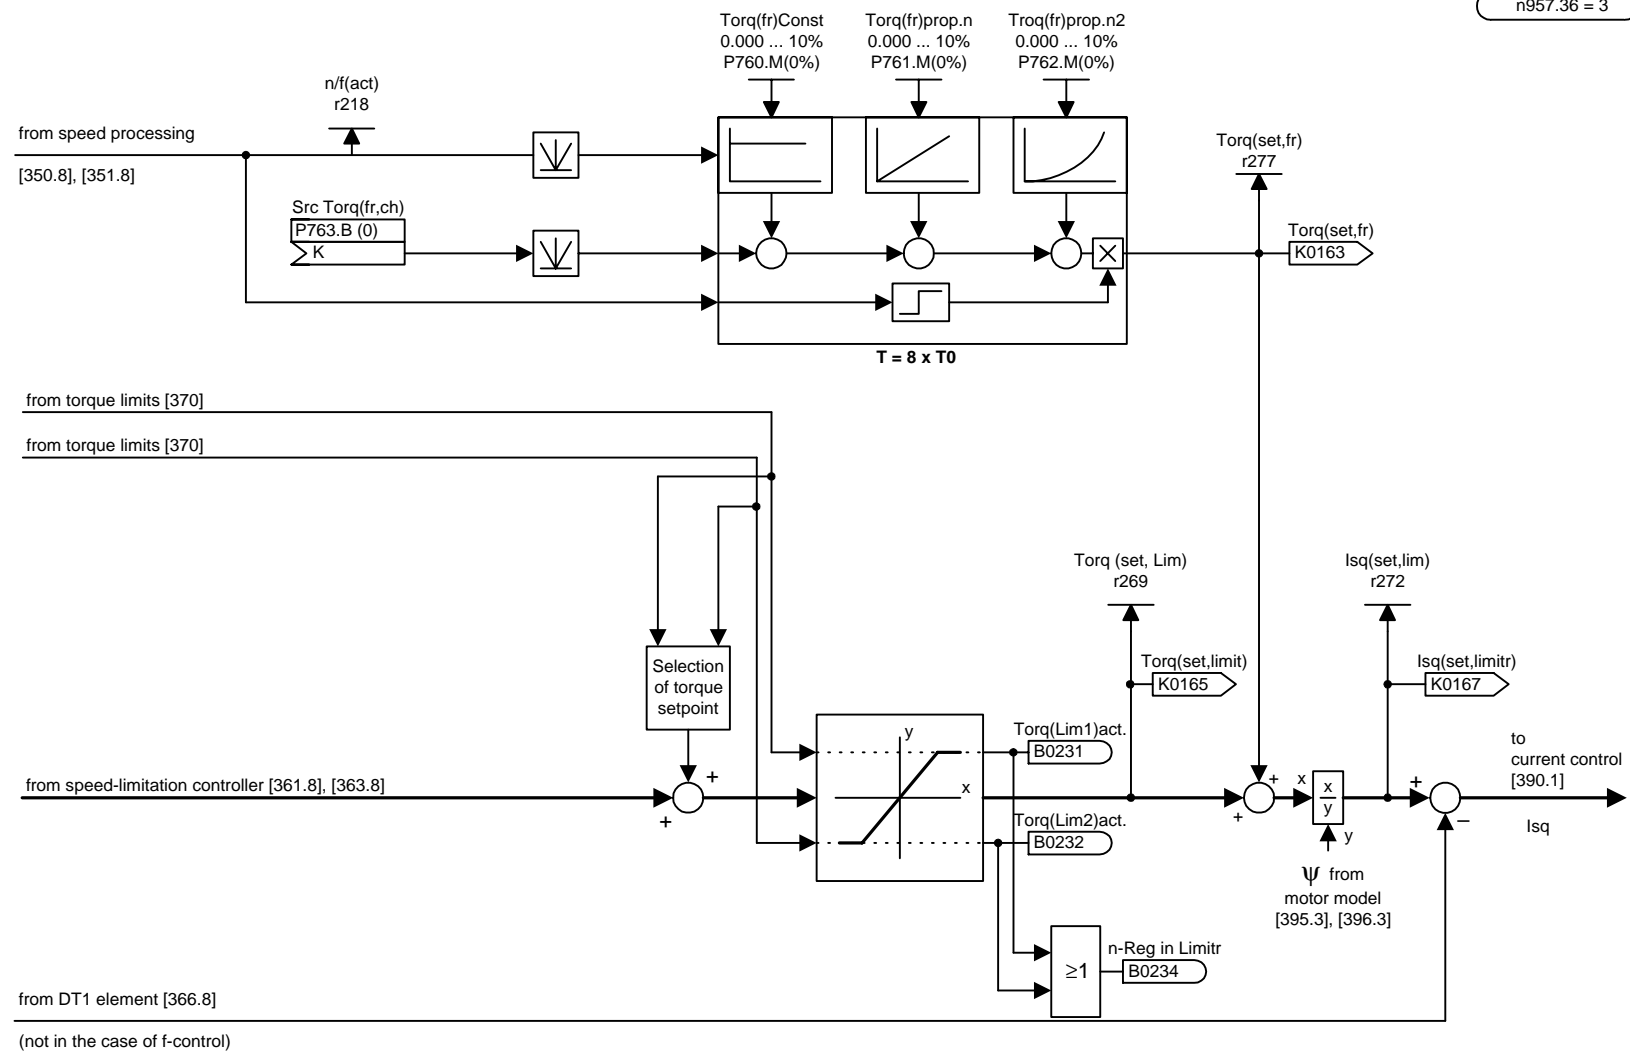 n957.36 = 3
Torq(fr)Const
0.000 ... 10%
P760.M(0%)
Torq(fr)prop.n
0.000 ... 10%
P761.M(0%)
Troq(fr)prop.n2
0.000 ... 10%
P762.M(0%)
n/f(act)
r218
from speed processing
[350.8], [351.8]
Src Torq(fr,ch)
P763.B (0)
K
Torq(set,fr)
r277
Torq(set,fr)
K0163
T = 8 x T0
from torque limits [370]
from torque limits [370]
Selection
of torque
setpoint
Torq (set, Lim)
r269
Torq(set,limit)
K0165
Isq(set,lim)
r272
Isq(set,limitr)
K0167
from speed-limitation controller [361.8], [363.8]
+
+
y
x
Torq(Lim1)act.
B0231
Torq(Lim2)act.
B0232
+
+
x
x
y
y
+
–
to
current control
[390.1]
Isq
Ψ from
motor model
[395.3], [396.3]
≥1
n-Reg in Limitr
B0234
from DT1 element [366.8]
(not in the case of f-control)